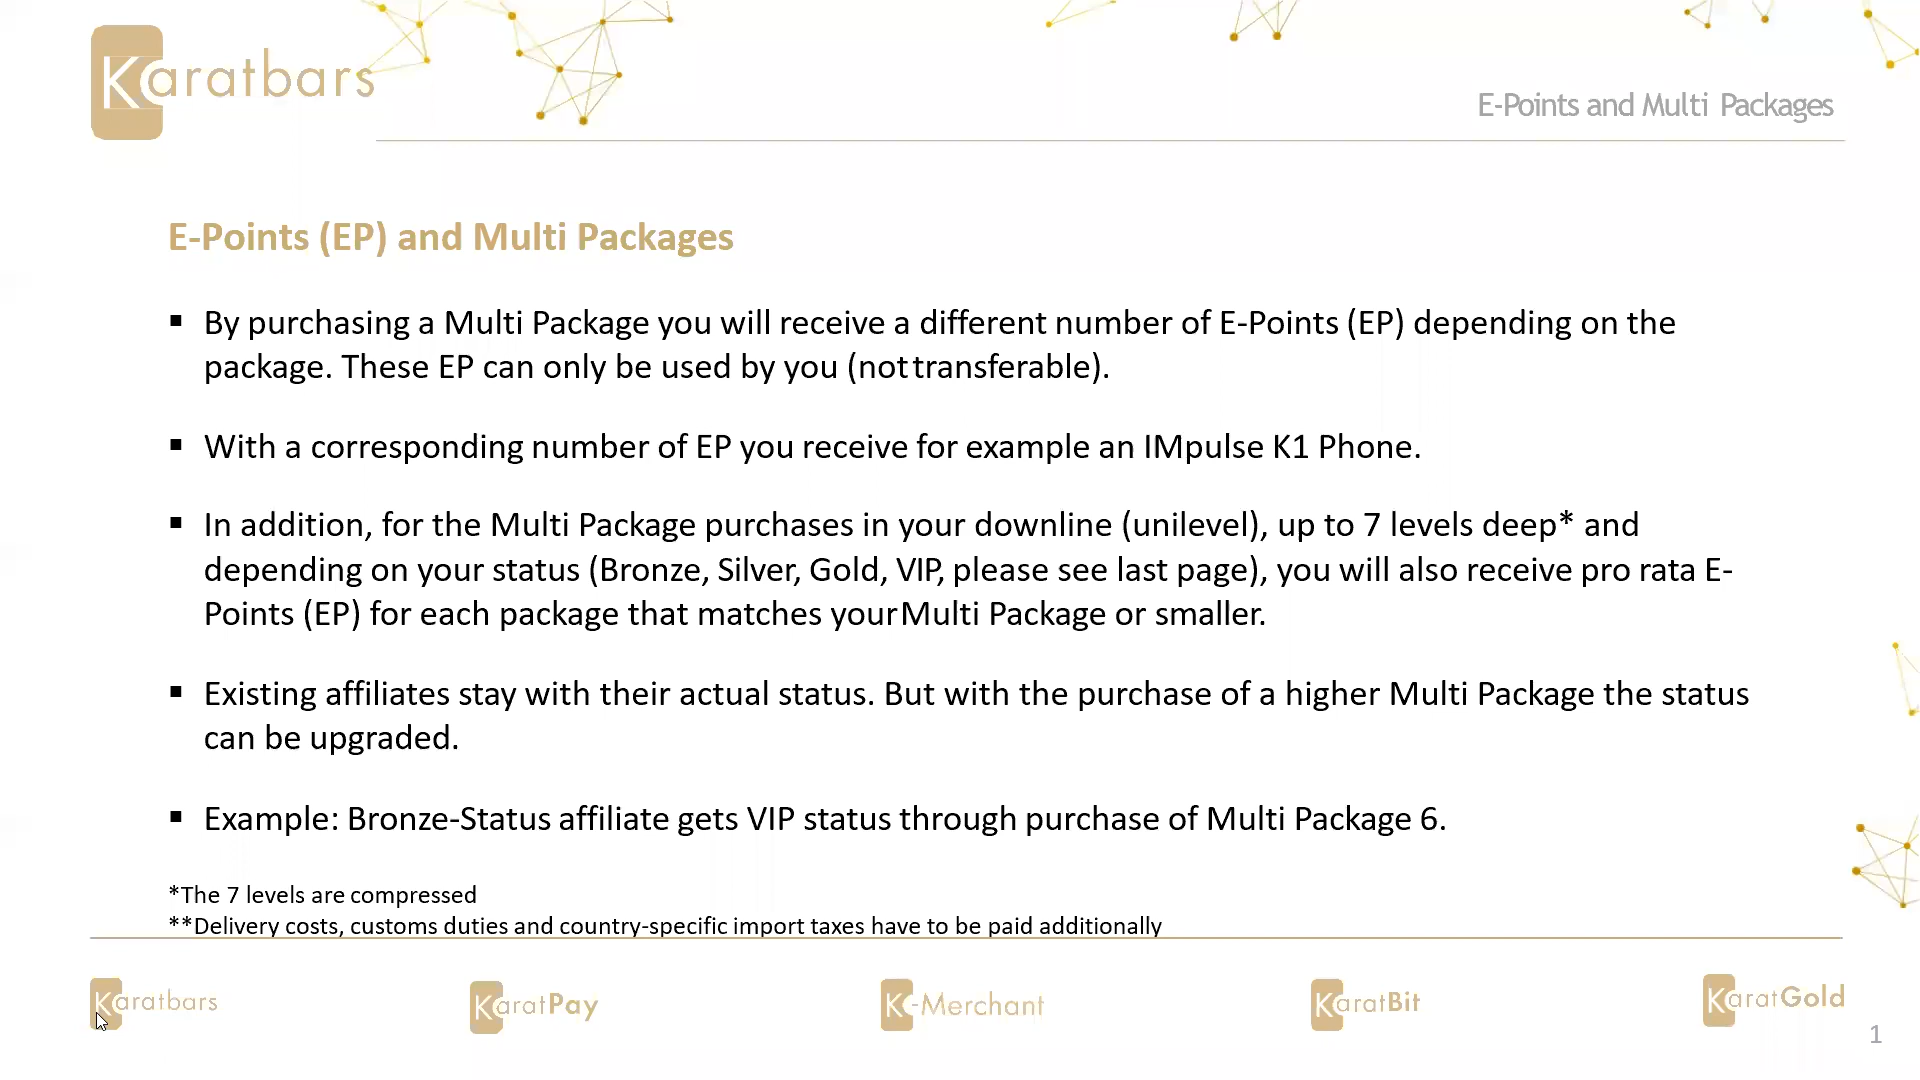 Karatbars
E-Points and Multi Packages
E-Points (EP) and Multi Packages
▪ By purchasing a Multi Package you will receive a different number of E-Points (EP) depending on the
package. These EP can only be used by you (not transferable).
▪ With a corresponding number of EP you receive for example an IMpulse K1 Phone.
▪ In addition, for the Multi Package purchases in your downline (unilevel), up to 7 levels deep* and
depending on your status (Bronze, Silver, Gold, VIP, please see last page), you will also receive pro rata E-
Points (EP) for each package that matches your Multi Package or smaller.
▪ Existing affiliates stay with their actual status. But with the purchase of a higher Multi Package the status
can be upgraded.
▪ Example: Bronze-Status affiliate gets VIP status through purchase of Multi Package 6.
*The 7 levels are compressed
**Delivery costs, customs duties and country-specific import taxes have to be paid additionally
Karatbars KaratPay K-Merchant KaratBit KaratGold
1